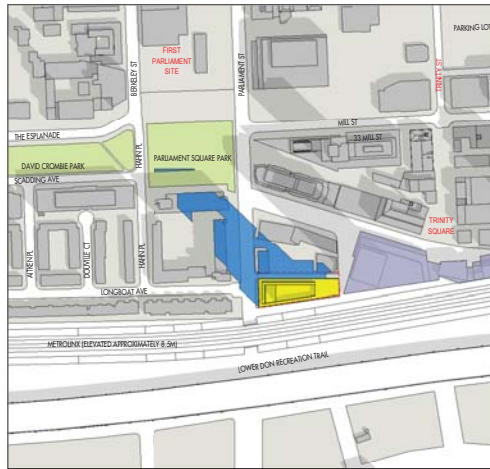 PARKING LOT
FIRST
PARLIAMENT
SITE
BERKELEY ST
PARLIAMENT ST
TRINITY ST
MILL ST
THE ESPLANADE
33 MILL ST
HAHN PL
PARLIAMENT SQUARE PARK
DAVID CROMBIE PARK
SCADDING AVE
TRINITY
SQUARE
AITKEN PL
DOUVILLE CT
HAHN PL
LONGBOAT AVE
METROLINX (ELEVATED APPROXIMATELY 8.5M)
LOWER DON RECREATION TRAIL